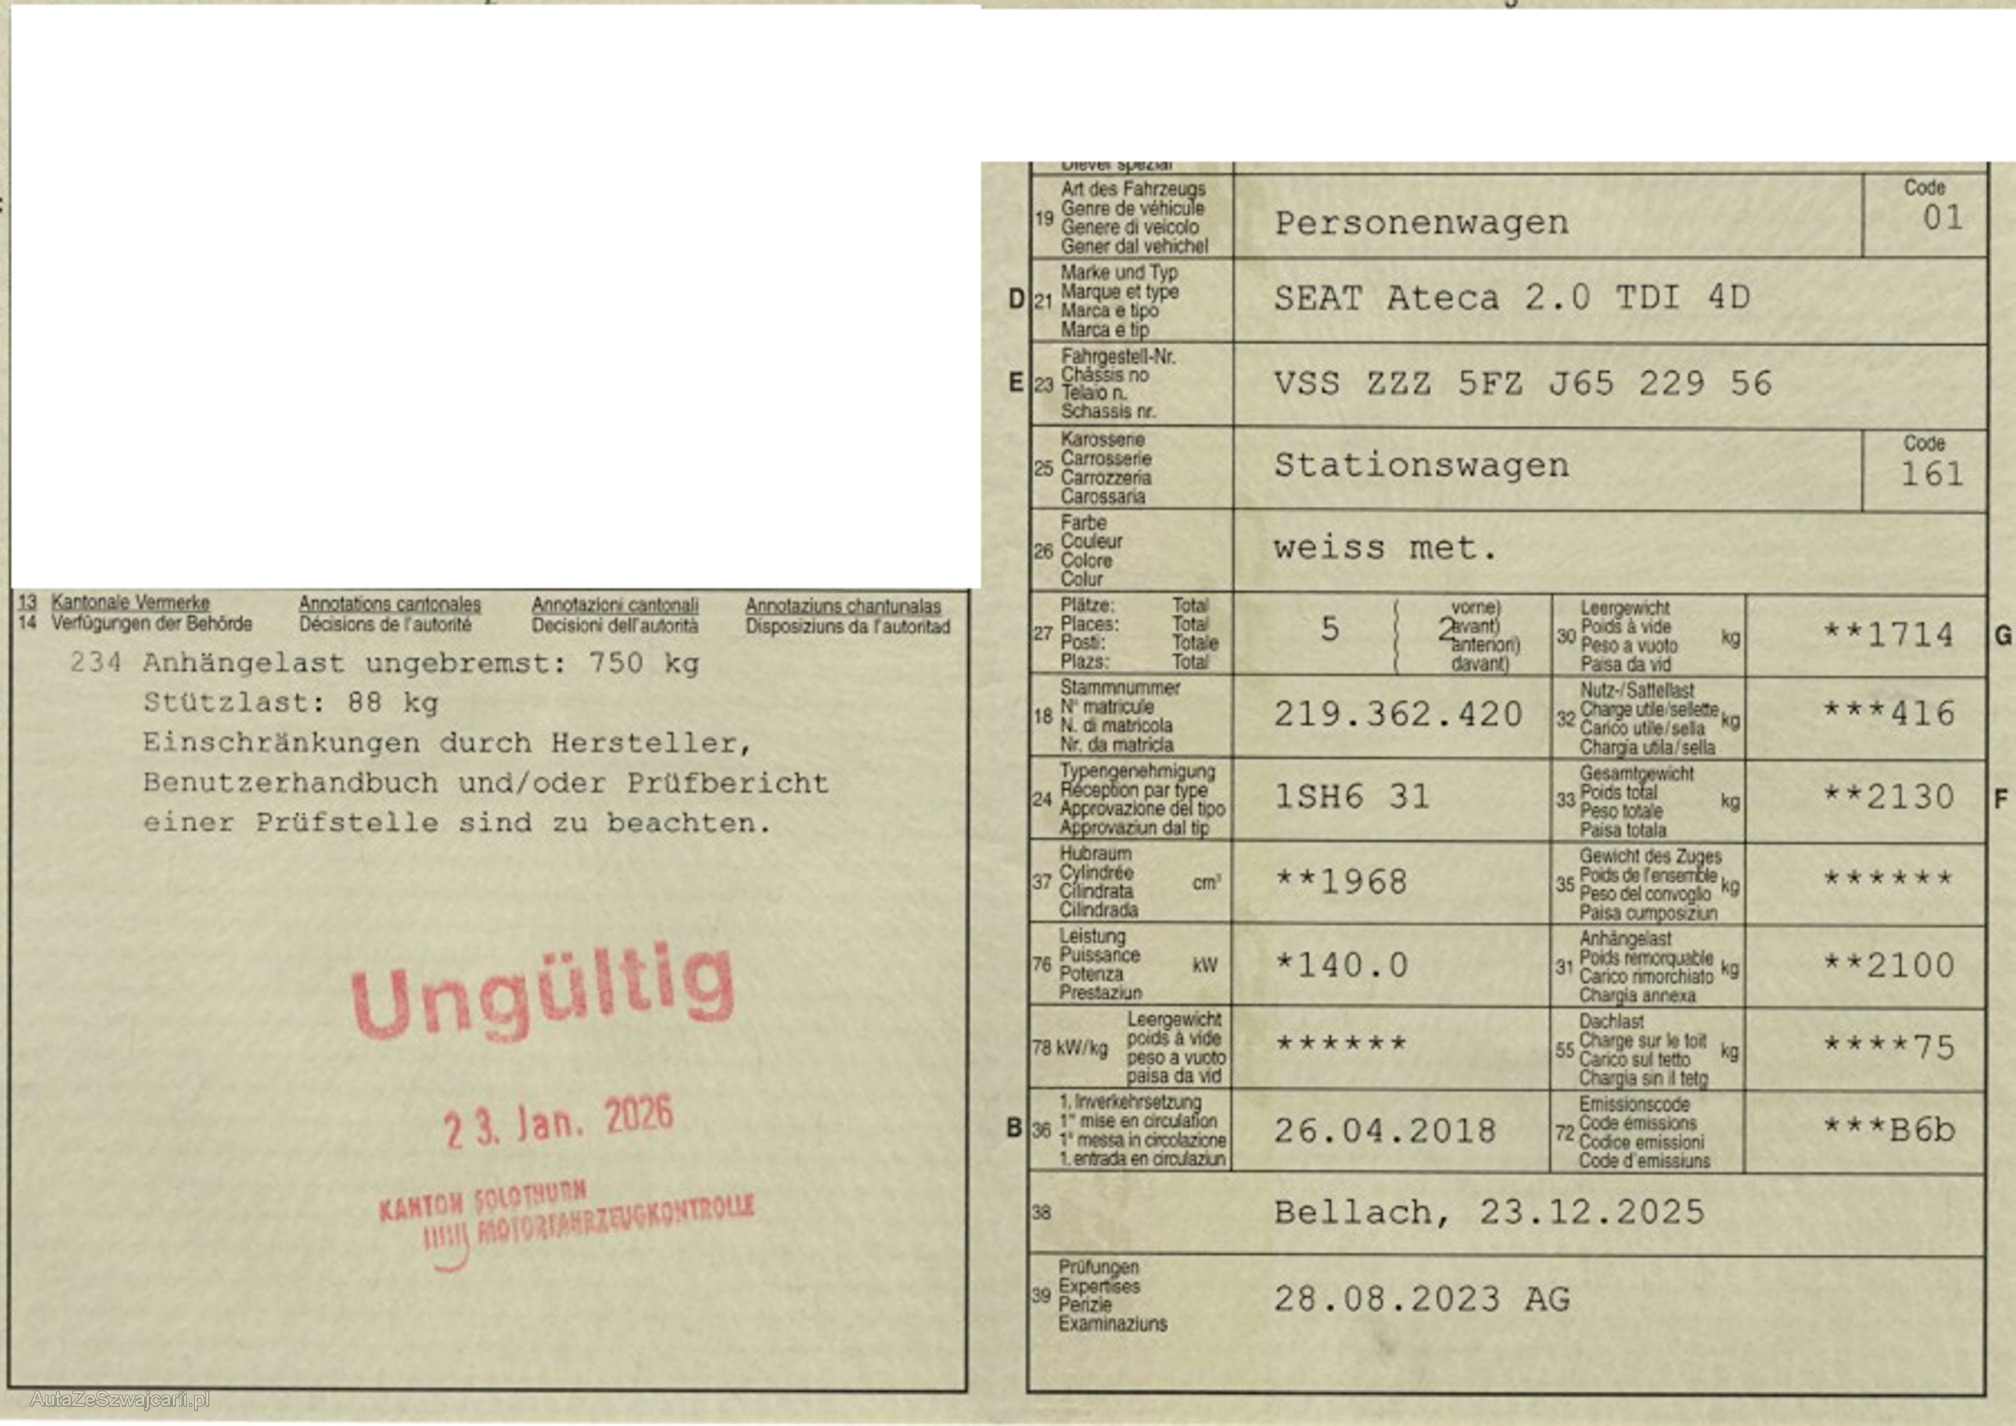 13 Kantonale Vermerke Annotations cantonales Annotazioni cantonali Annotaziuns chantunalas
14 Verfügungen der Behörde Décisions de l'autorité Decisioni dell'autorità Disposiziuns da l'autoritad
234 Anhängelast ungebremst: 750 kg
Stützlast: 88 kg
Einschränkungen durch Hersteller,
Benutzerhandbuch und/oder Prüfbericht
einer Prüfstelle sind zu beachten.
Ungültig
23. Jan. 2026
KANTON SOLOTHURN
MOTORFAHRZEUGKONTROLLE
AutaZeSzwajcarii.pl
Art des Fahrzeugs
19 Genre de véhicule
Genere di veicolo
Gener dal vehichel
Personenwagen
Code
01
D
21
Marke und Typ
Marque et type
Marca e tipo
Marca e tip
SEAT Ateca 2.0 TDI 4D
E
23
Fahrgestell-Nr.
Châssis no
Telaio n.
Schassis nr.
VSS ZZZ 5FZ J65 229 56
25
Karosserie
Carrosserie
Carrozzeria
Carossaria
Stationswagen
Code
161
26
Farbe
Couleur
Colore
Colur
weiss met.
27
Plätze: Total
Places: Total
Posti: Totale
Plazs: Total
5
( vorne)
2 avant)
anteriori)
( davant)
30
Leergewicht
Poids à vide
Peso a vuoto
Paisa da vid
kg
**1714
G
18
Stammnummer
N° matricule
N. di matricola
Nr. da matricla
219.362.420
32
Nutz-/Sattellast
Charge utile/sellette
Carico utile/sella
Chargia utila/sella
kg
***416
24
Typengenehmigung
Réception par type
Approvazione del tipo
Approvaziun dal tip
1SH6 31
33
Gesamtgewicht
Poids total
Peso totale
Paisa totala
kg
**2130
F
37
Hubraum
Cylindrée
Cilindrata
Cilindrada
cm³
**1968
35
Gewicht des Zuges
Poids de l'ensemble
Peso del convoglio
Paisa cumposiziun
kg
******
76
Leistung
Puissance
Potenza
Prestaziun
kW
*140.0
31
Anhängelast
Poids remorquable
Carico rimorchiato
Chargia annexa
kg
**2100
78 kW/kg
Leergewicht
poids à vide
peso a vuoto
paisa da vid
******
55
Dachlast
Charge sur le toit
Carico sul tetto
Chargia sin il tetg
kg
****75
B
36
1. Inverkehrsetzung
1re mise en circulation
1a messa in circolazione
1. entrada en circulaziun
26.04.2018
72
Emissionscode
Code émissions
Codice emissioni
Code d'emissiuns
***B6b
38
Bellach, 23.12.2025
39
Prüfungen
Expertises
Perizie
Examinaziuns
28.08.2023 AG